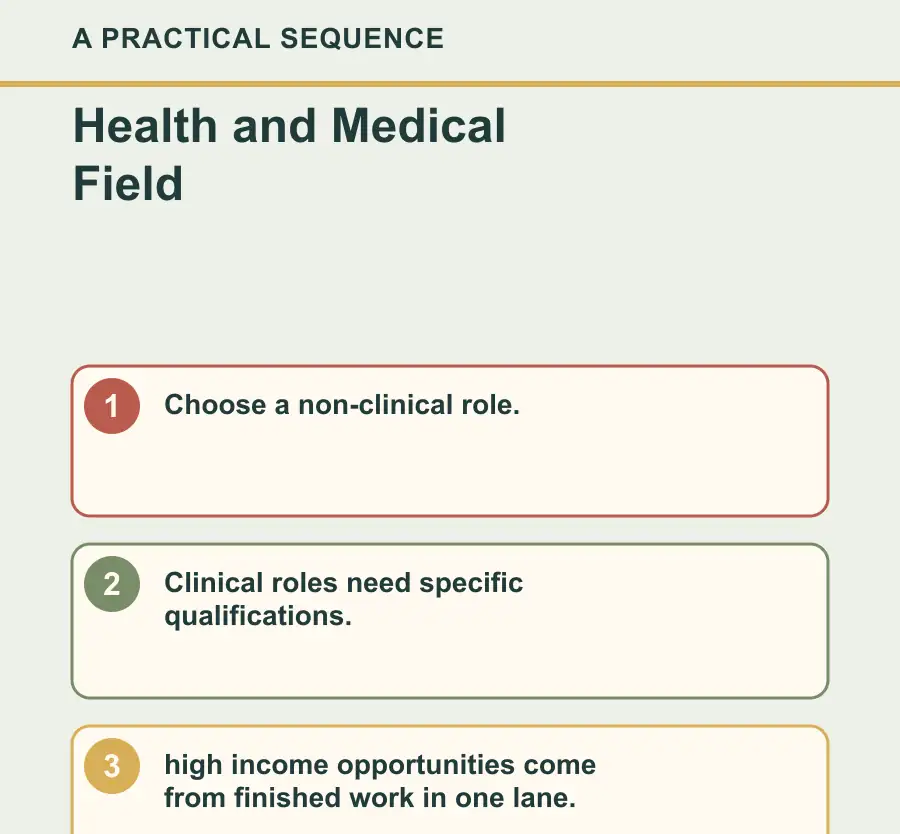 A PRACTICAL SEQUENCE
Health and Medical
Field
1
Choose a non-clinical role.
2
Clinical roles need specific
qualifications.
3
high income opportunities come
from finished work in one lane.